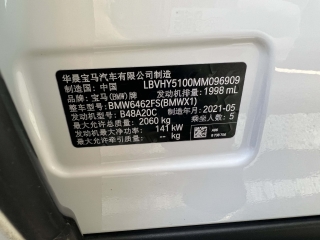 华晨宝马汽车有限公司制造
制造国: 中国 LBVHY5100MM096909
品牌: 宝马(BMW)牌 发动机排量: 1998 mL
整车型号: BMW6462FS(BMWX1)
发动机型号: B48A20C 制造年月: 2021-05
最大允许总质量: 2060 kg 乘坐人数: 5
发动机最大净功率: 141 kW
最大允许牵引质量: -- kg